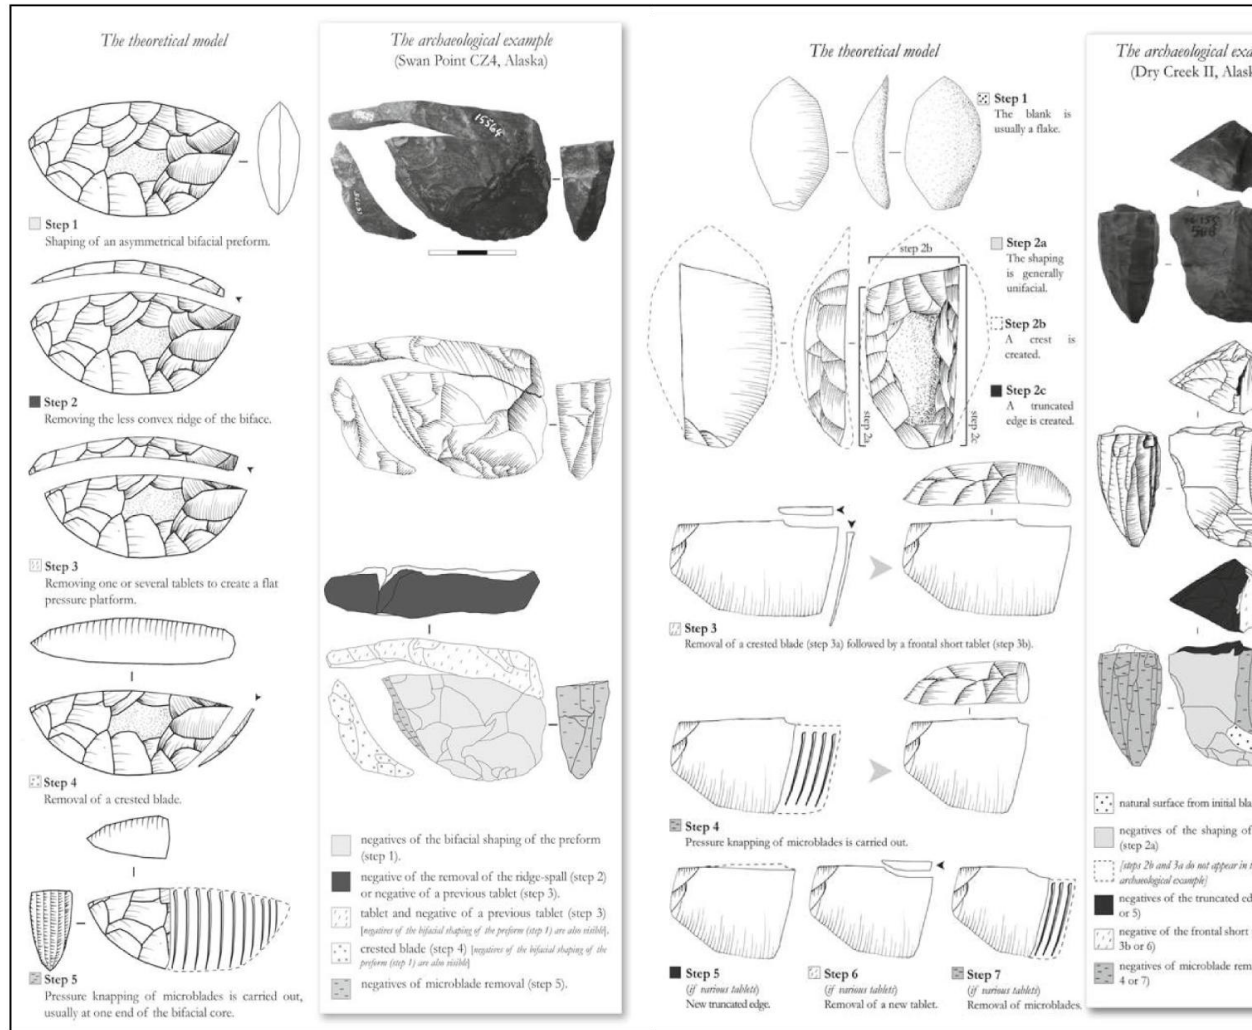 The theoretical model
Step 1
Shaping of an asymmetrical bifacial preform.
Step 2
Removing the less convex ridge of the biface.
Step 3
Removing one or several tablets to create a flat
pressure platform.
Step 4
Removal of a crested blade.
Step 5
Pressure knapping of microblades is carried out,
usually at one end of the bifacial core.
The archaeological example
(Swan Point CZ4, Alaska)
15564
negatives of the bifacial shaping of the preform
(step 1).
negative of the removal of the ridge-spall (step 2)
or negative of a previous tablet (step 3).
tablet and negative of a previous tablet (step 3)
[negatives of the bifacial shaping of the preform (step 1) are also visible].
crested blade (step 4) [negatives of the bifacial shaping of the
preform (step 1) are also visible]
negatives of microblade removal (step 5).
The theoretical model
Step 1
The blank is
usually a flake.
step 2b
step 2a
step 2c
Step 2a
The shaping
is generally
unifacial.
Step 2b
A crest is
created.
Step 2c
A truncated
edge is created.
Step 3
Removal of a crested blade (step 3a) followed by a frontal short tablet (step 3b).
Step 4
Pressure knapping of microblades is carried out.
Step 5
(if various tablets)
New truncated edge.
Step 6
(if various tablets)
Removal of a new tablet.
Step 7
(if various tablets)
Removal of microblades.
The archaeological exa
(Dry Creek II, Alask
natural surface from initial bla
negatives of the shaping of
(step 2a)
[steps 2b and 3a do not appear in t
archaeological example]
negatives of the truncated ed
or 5)
negative of the frontal short
3b or 6)
negatives of microblade remo
4 or 7)